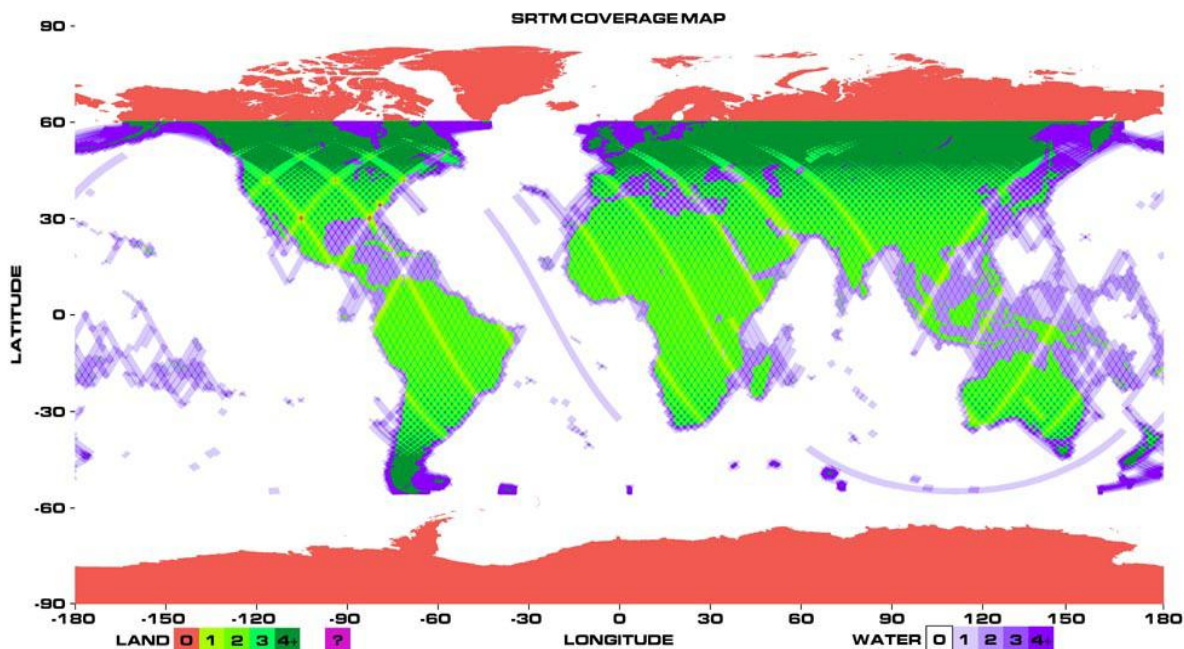 SRTM COVERAGE MAP
90
60
30
0
-30
-60
-90
LATITUDE
-180 -150 -120 -90 -60 -30 0 30 60 90 120 150 180
LAND 0 1 2 3 4+ ? LONGITUDE WATER 0 1 2 3 4+